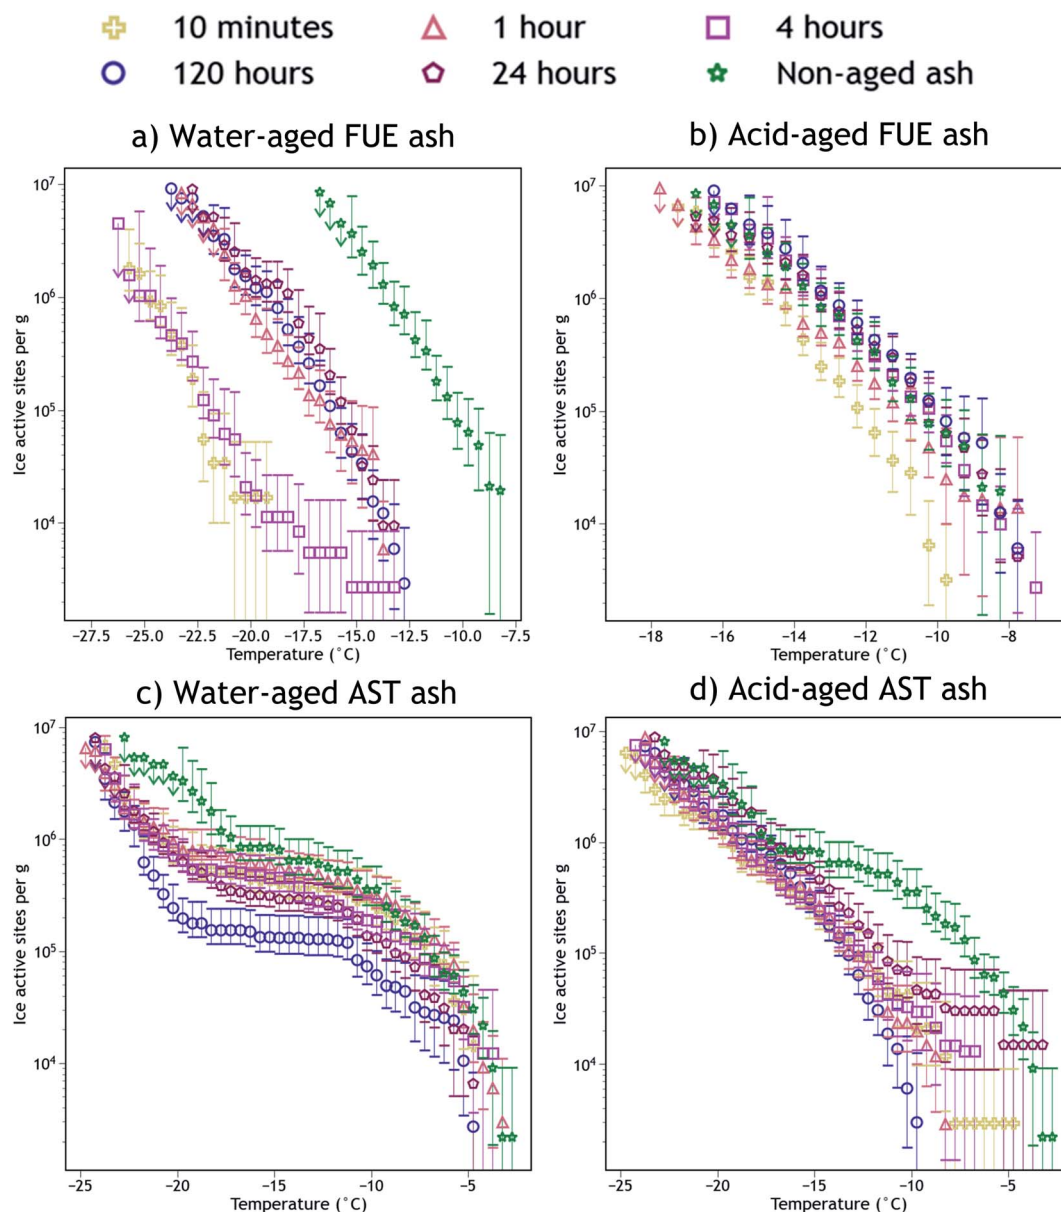 10 minutes 1 hour 4 hours
120 hours 24 hours Non-aged ash
a) Water-aged FUE ash b) Acid-aged FUE ash
10⁷ 10⁷
10⁶ 10⁶
10⁵ 10⁵
10⁴ 10⁴
Ice active sites per g Ice active sites per g
−27.5 −25.0 −22.5 −20.0 −17.5 −15.0 −12.5 −10.0 −7.5 −18 −16 −14 −12 −10 −8
Temperature (°C) Temperature (°C)
c) Water-aged AST ash d) Acid-aged AST ash
10⁷ 10⁷
10⁶ 10⁶
10⁵ 10⁵
10⁴ 10⁴
Ice active sites per g Ice active sites per g
−25 −20 −15 −10 −5 −25 −20 −15 −10 −5
Temperature (°C) Temperature (°C)